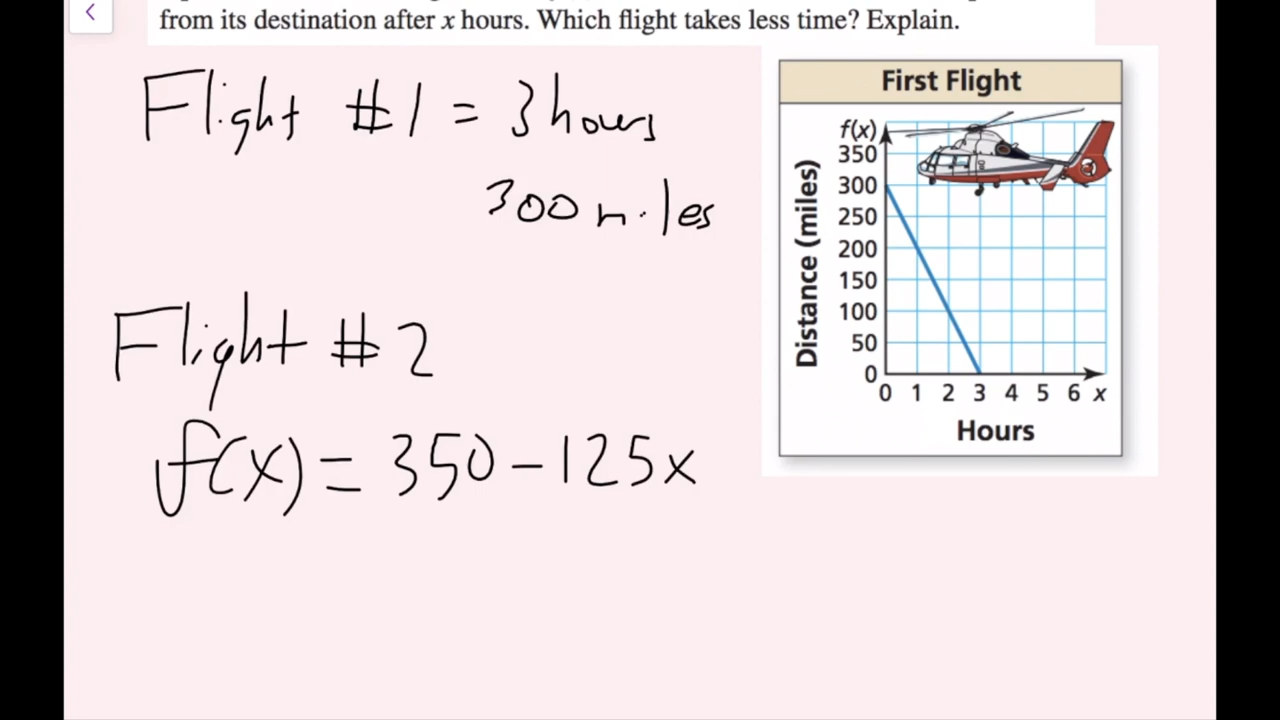 from its destination after x hours. Which flight takes less time? Explain.
Flight #1 = 3 hours
300 miles
Flight #2
f(x) = 350 - 125x
First Flight
f(x)
350
300
250
200
150
100
50
0
Distance (miles)
0 1 2 3 4 5 6 x
Hours